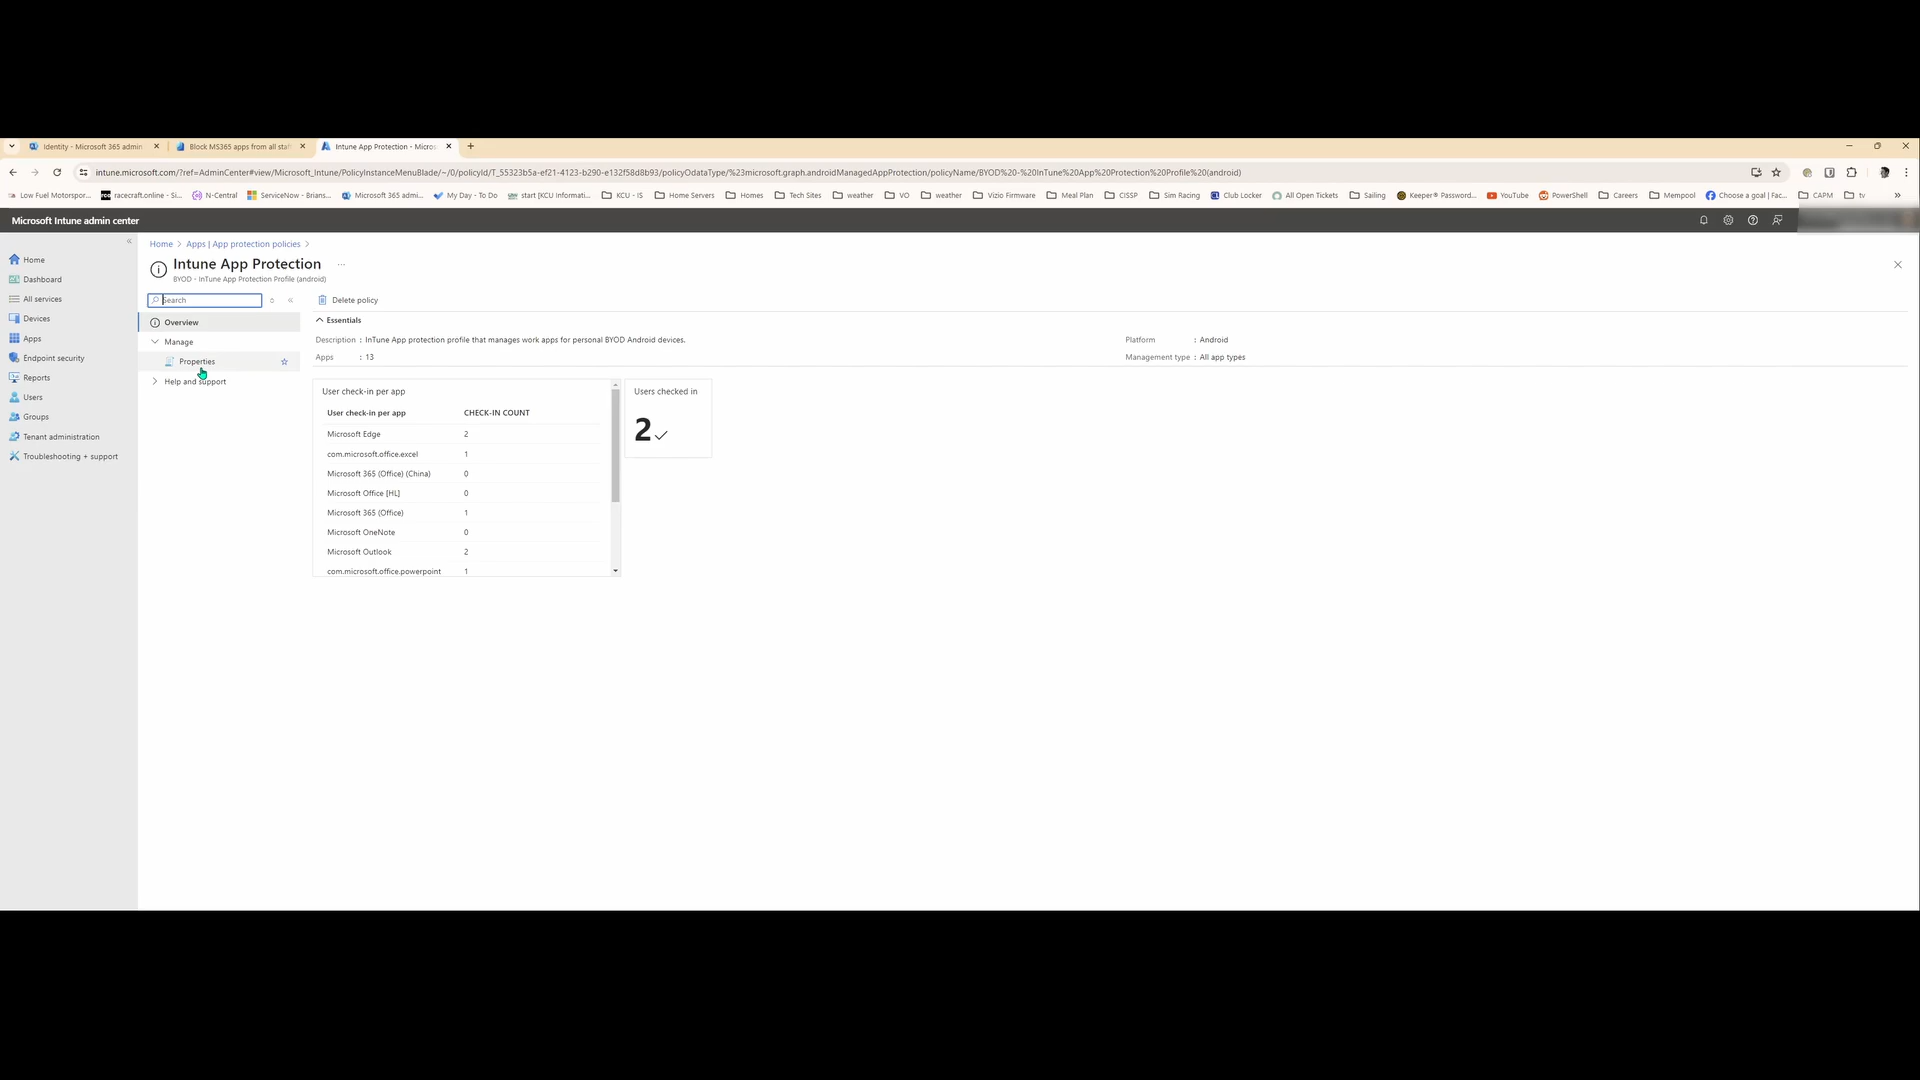 Identity - Microsoft 365 admin
Block MS365 apps from all staf
Intune App Protection - Micros
intune.microsoft.com/?ref=AdminCenter#view/Microsoft_Intune/PolicyInstanceMenuBlade/~/0/policyId/T_55323b5a-ef21-4123-b290-e132f58d8b93/policyOdataType/%23microsoft.graph.androidManagedAppProtection/policyName/BYOD%20-%20InTune%20App%20Protection%20Profile%20(android)
Low Fuel Motorspor...
racecraft.online - Si...
N-Central
ServiceNow - Brians...
Microsoft 365 admi...
My Day - To Do
start [KCU Informati...
KCU - IS
Home Servers
Homes
Tech Sites
weather
VO
weather
Vizio Firmware
Meal Plan
CISSP
Sim Racing
Club Locker
All Open Tickets
Sailing
Keeper® Password...
YouTube
PowerShell
Careers
Mempool
Choose a goal | Fac...
CAPM
tv
Microsoft Intune admin center
Home
Dashboard
All services
Devices
Apps
Endpoint security
Reports
Users
Groups
Tenant administration
Troubleshooting + support
Home > Apps | App protection policies >
Intune App Protection ...
BYOD - InTune App Protection Profile (android)
Search
Overview
Manage
Properties
Help and support
Delete policy
Essentials
Description : InTune App protection profile that manages work apps for personal BYOD Android devices.
Apps : 13
Platform : Android
Management type : All app types
User check-in per app
User check-in per app CHECK-IN COUNT
Microsoft Edge 2
com.microsoft.office.excel 1
Microsoft 365 (Office) (China) 0
Microsoft Office [HL] 0
Microsoft 365 (Office) 1
Microsoft OneNote 0
Microsoft Outlook 2
com.microsoft.office.powerpoint 1
Users checked in
2